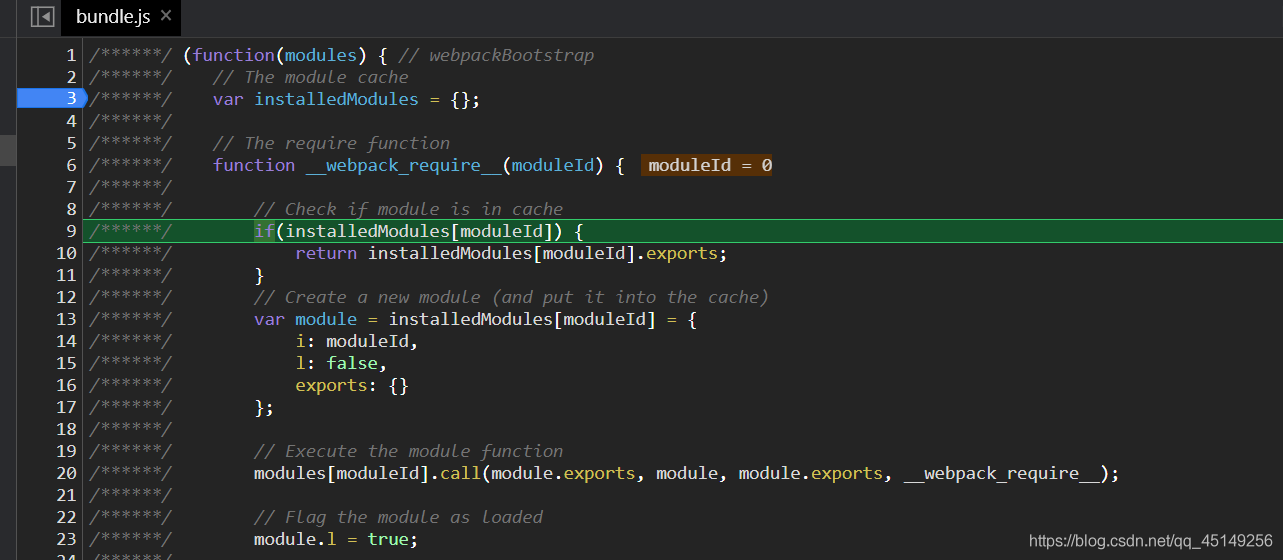 bundle.js ×
1 /******/ (function(modules) { // webpackBootstrap
2 /******/ 	// The module cache
3 /******/ 	var installedModules = {};
4 /******/
5 /******/ 	// The require function
6 /******/ 	function __webpack_require__(moduleId) { moduleId = 0
7 /******/
8 /******/ 		// Check if module is in cache
9 /******/ 		if(installedModules[moduleId]) {
10 /******/ 			return installedModules[moduleId].exports;
11 /******/ 		}
12 /******/ 		// Create a new module (and put it into the cache)
13 /******/ 		var module = installedModules[moduleId] = {
14 /******/ 			i: moduleId,
15 /******/ 			l: false,
16 /******/ 			exports: {}
17 /******/ 		};
18 /******/
19 /******/ 		// Execute the module function
20 /******/ 		modules[moduleId].call(module.exports, module, module.exports, __webpack_require__);
21 /******/
22 /******/ 		// Flag the module as loaded
23 /******/ 		module.l = true;
https://blog.csdn.net/qq_45149256